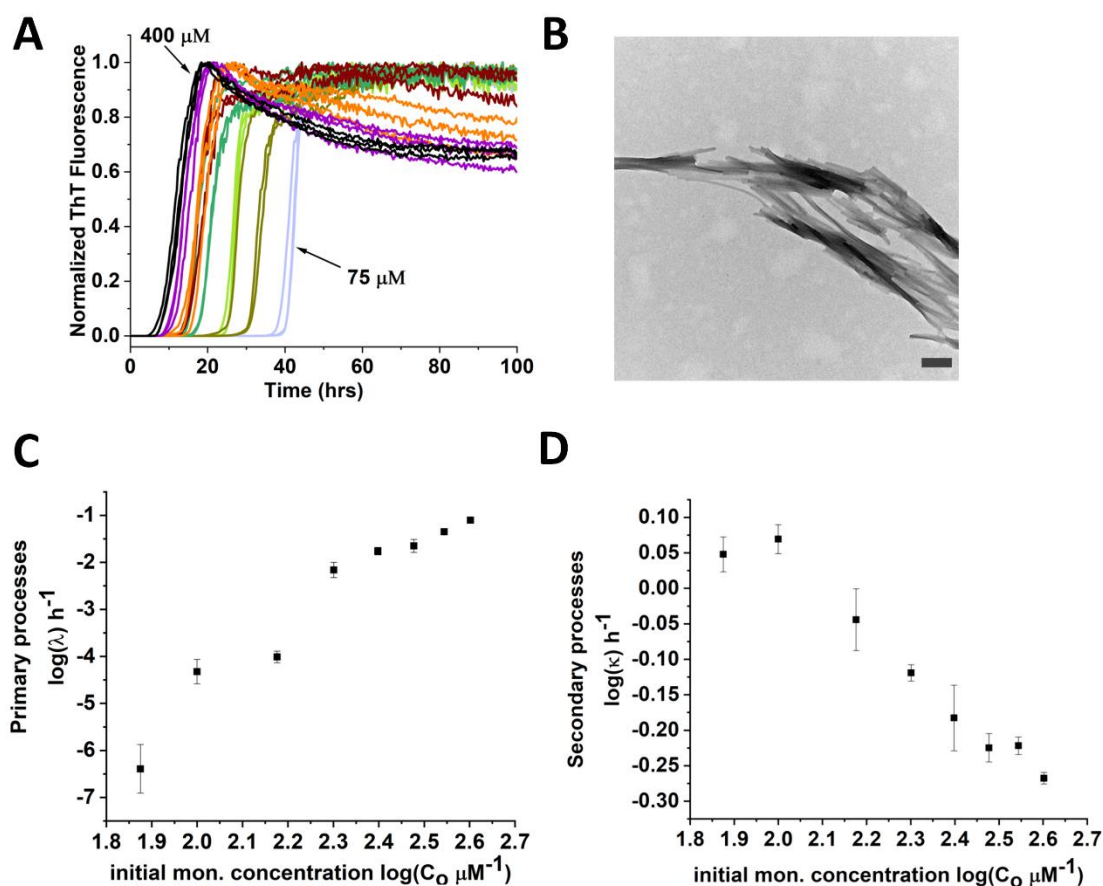 A
400 μM
Normalized ThT Fluorescence
1.0
0.8
0.6
0.4
0.2
0.0
75 μM
0 20 40 60 80 100
Time (hrs)
B
C
Primary processes
log(λ) h⁻¹
-1
-2
-3
-4
-5
-6
-7
1.8 1.9 2.0 2.1 2.2 2.3 2.4 2.5 2.6 2.7
initial mon. concentration log(C₀ μM⁻¹)
D
Secondary processes
log(κ) h⁻¹
0.10
0.05
0.00
-0.05
-0.10
-0.15
-0.20
-0.25
-0.30
1.8 1.9 2.0 2.1 2.2 2.3 2.4 2.5 2.6 2.7
initial mon. concentration log(C₀ μM⁻¹)